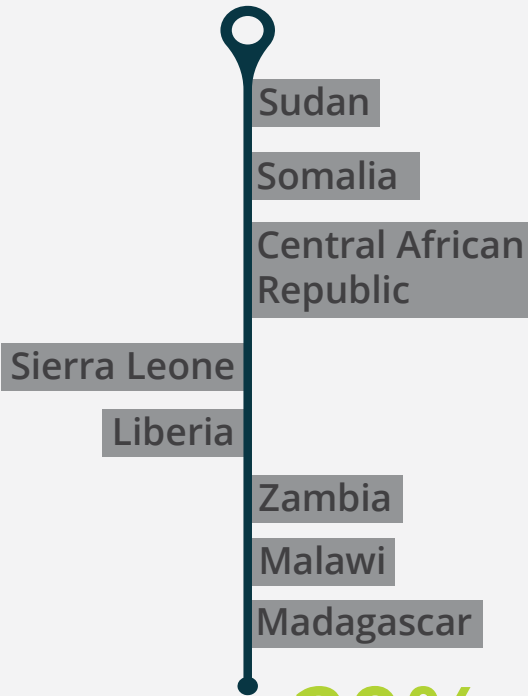 Sudan
Somalia
Central African
Republic
Sierra Leone
Liberia
Zambia
Malawi
Madagascar